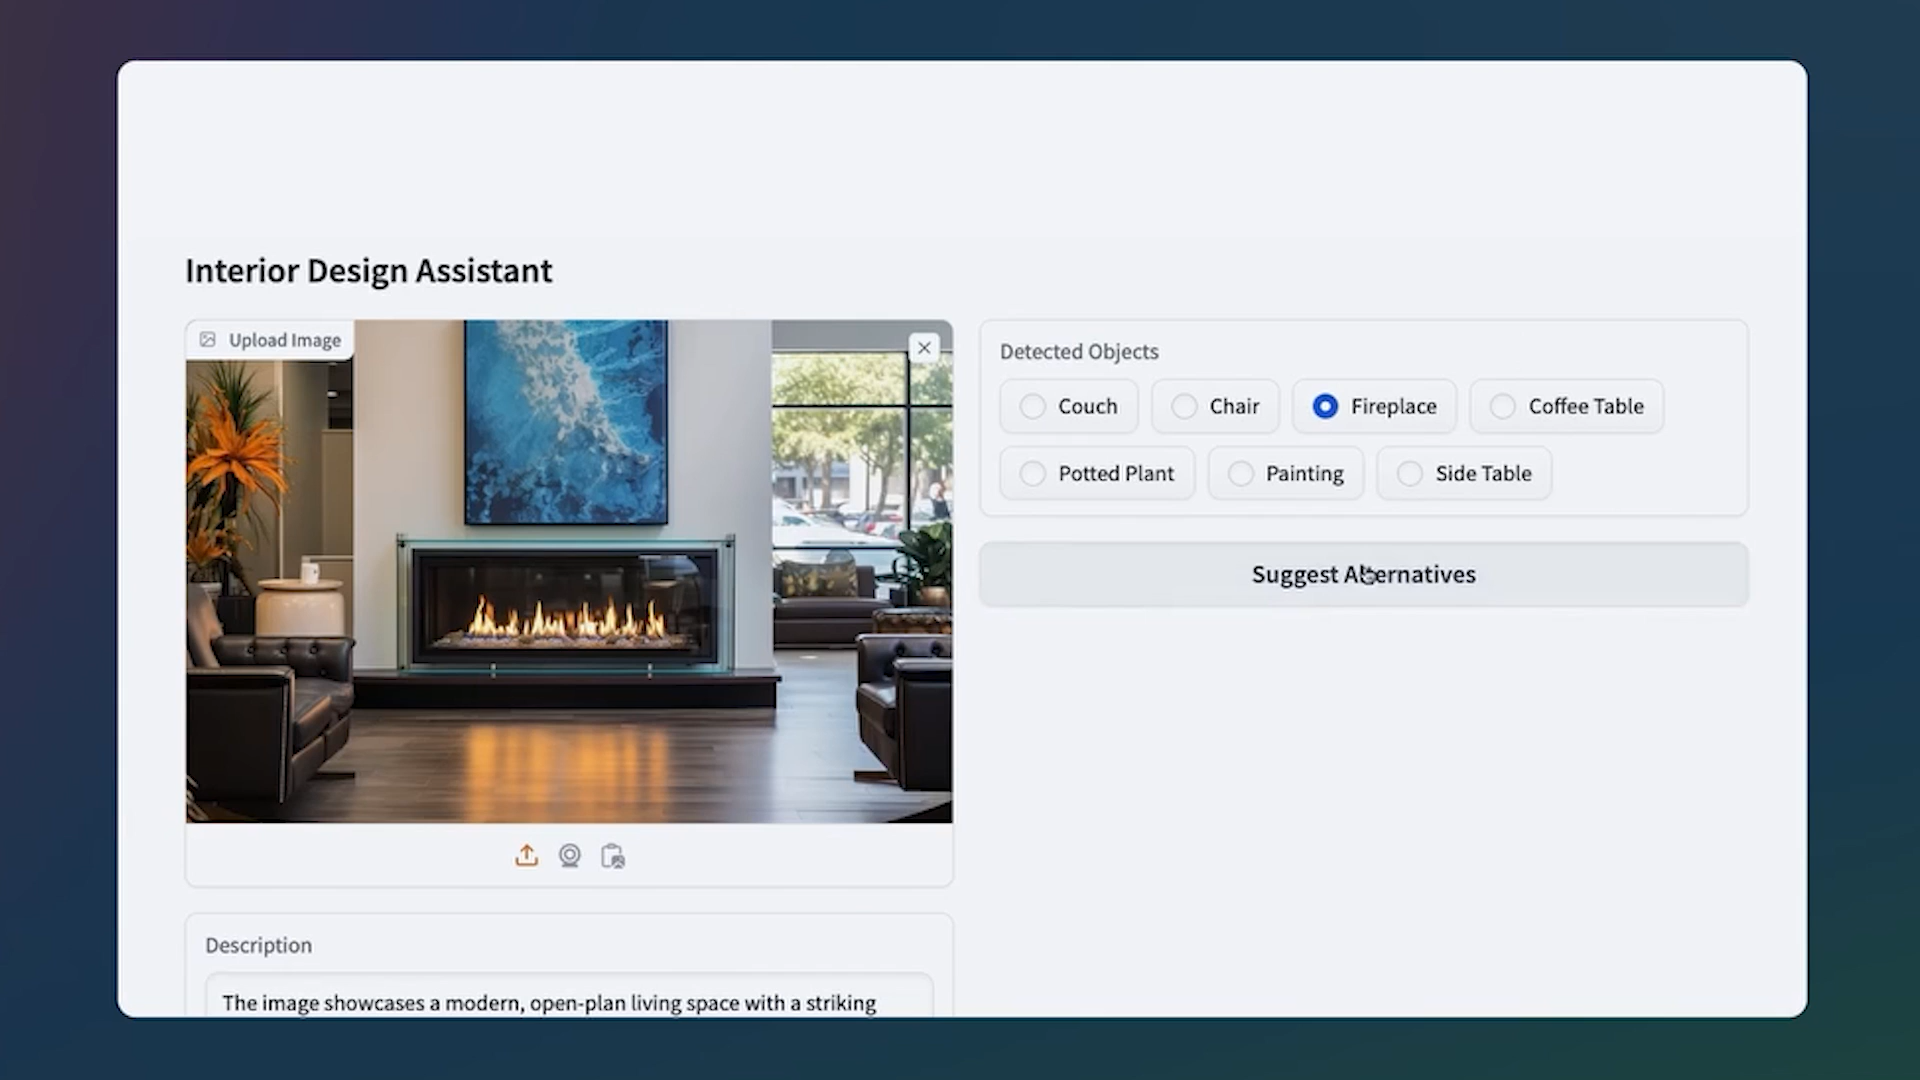 Interior Design Assistant
Upload Image
Detected Objects
Couch
Chair
Fireplace
Coffee Table
Potted Plant
Painting
Side Table
Suggest Alternatives
Description
The image showcases a modern, open-plan living space with a striking